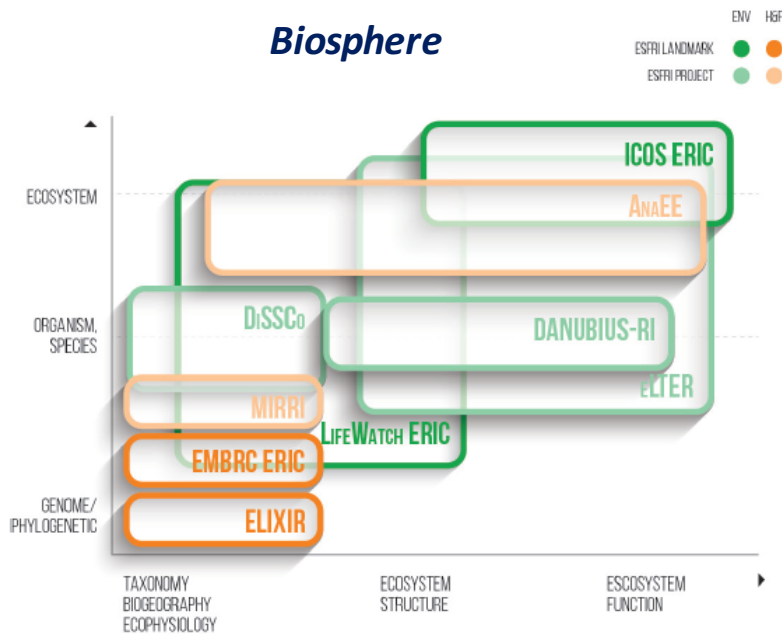 Biosphere
ENV H&F
ESFRI LANDMARK
ESFRI PROJECT
ICOS ERIC
ECOSYSTEM
AnaEE
DiSSCo
ORGANISM,
SPECIES
DANUBIUS-RI
eLTER
MIRRI
LifeWatch ERIC
EMBRC ERIC
GENOME/
PHYLOGENETIC
ELIXIR
TAXONOMY
BIOGEOGRAPHY
ECOPHYSIOLOGY
ECOSYSTEM
STRUCTURE
ESCOSYSTEM
FUNCTION